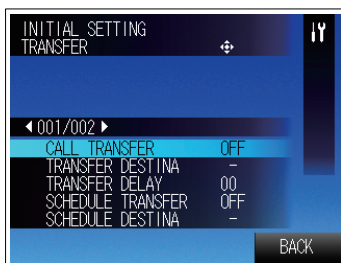 INITIAL SETTING
TRANSFER
001/002
CALL TRANSFER OFF
TRANSFER DESTINA –
TRANSFER DELAY 00
SCHEDULE TRANSFER OFF
SCHEDULE DESTINA –
BACK